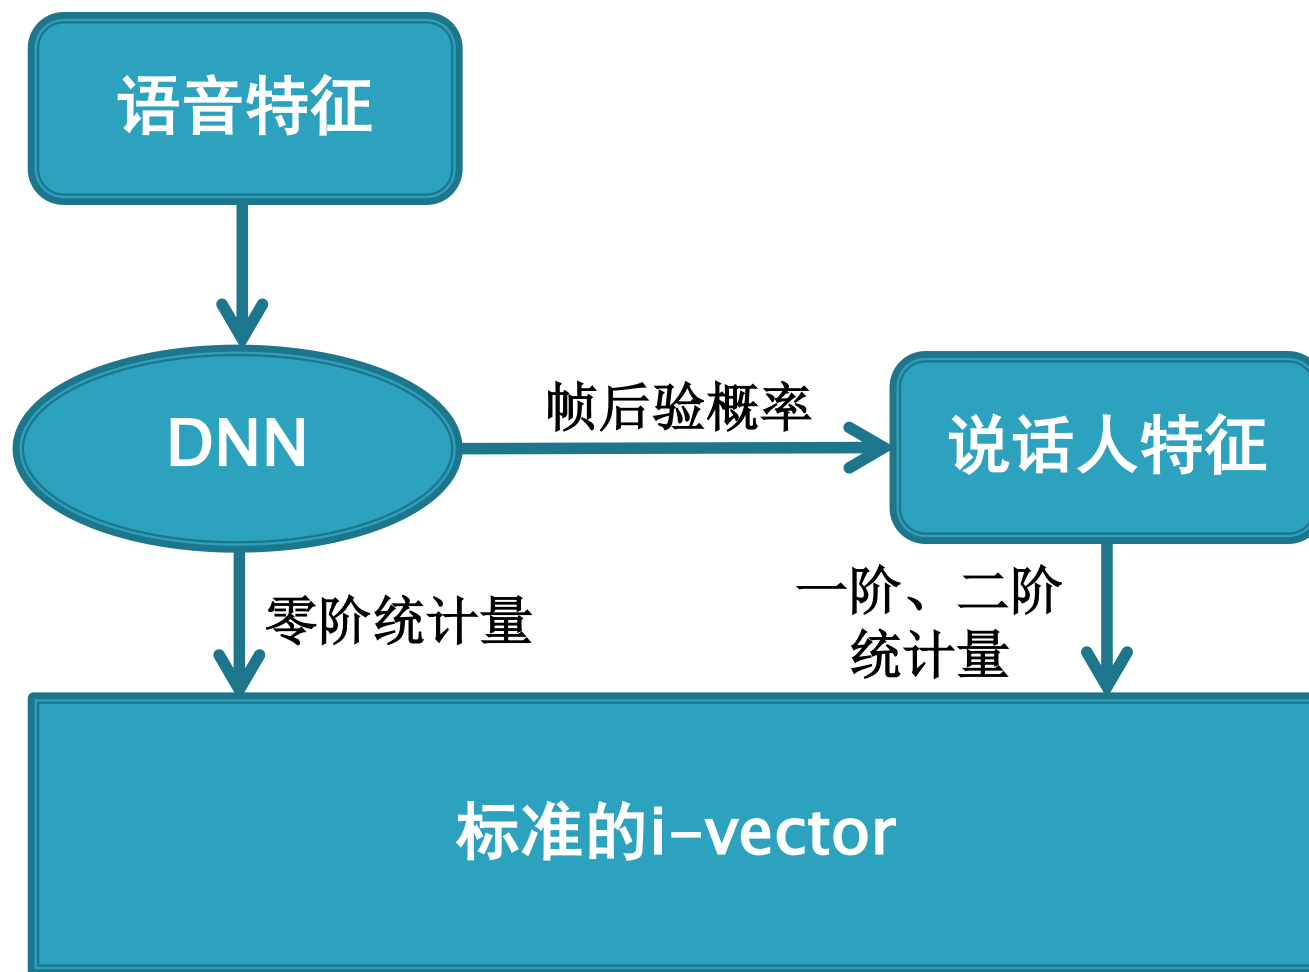 语音特征
DNN
帧后验概率
说话人特征
零阶统计量
一阶、二阶
统计量
标准的i-vector